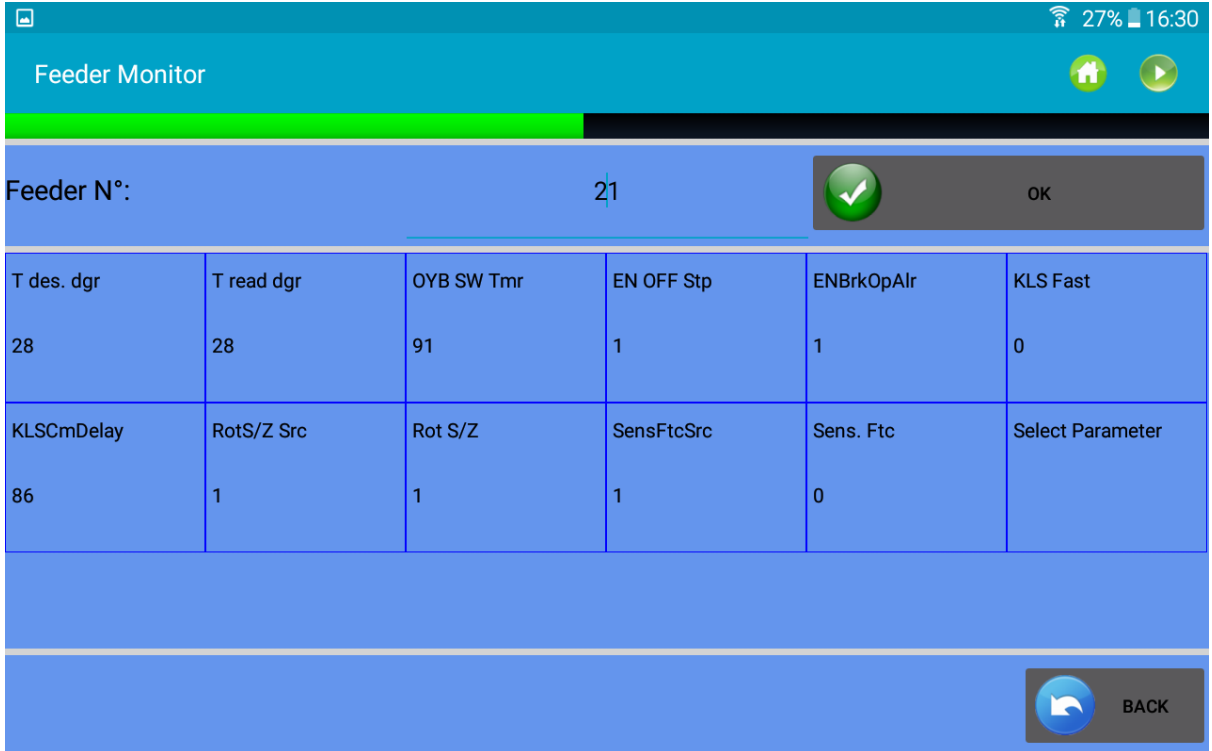 27% 16:30
Feeder Monitor
Feeder N°: 21 OK
T des. dgr T read dgr OYB SW Tmr EN OFF Stp ENBrkOpAlr KLS Fast
28 28 91 1 1 0
KLSCmDelay RotS/Z Src Rot S/Z SensFtcSrc Sens. Ftc Select Parameter
86 1 1 1 0
BACK